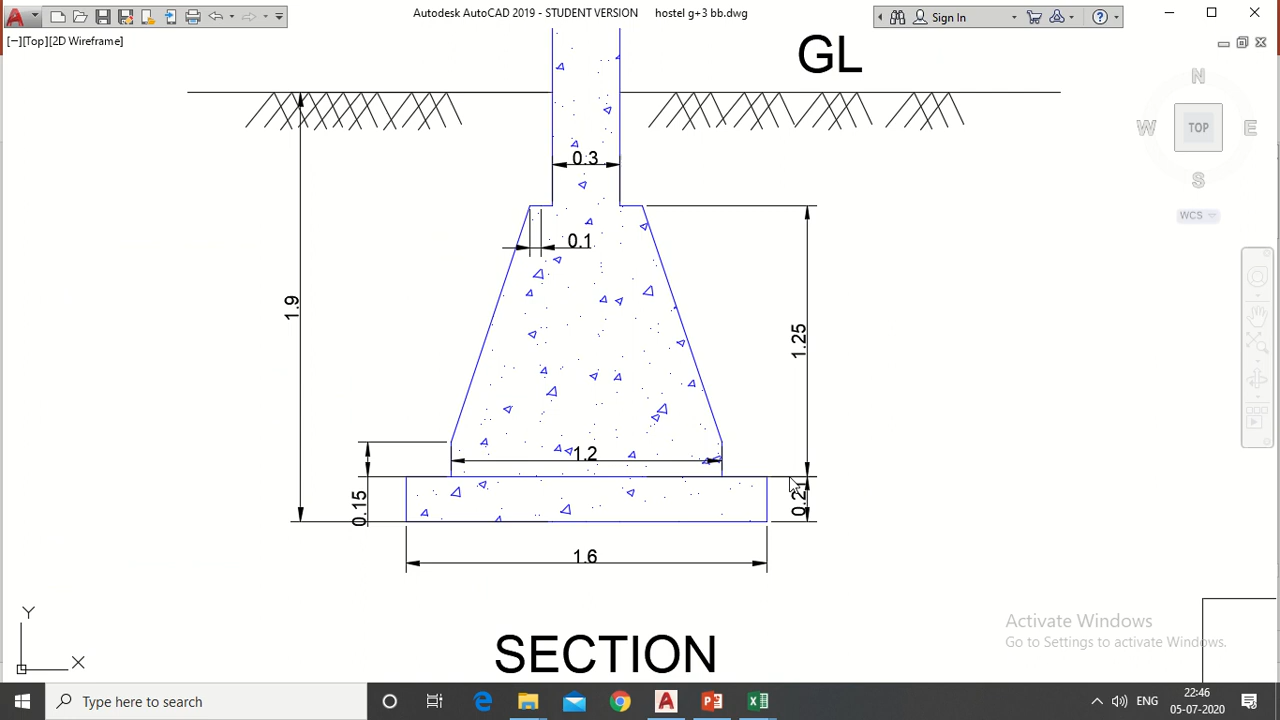 Autodesk AutoCAD 2019 - STUDENT VERSION hostel g+3 bb.dwg
Sign In
[−][Top][2D Wireframe]
GL
N
W TOP E
S
WCS
0.3
0.1
1.9
1.25
1.2
0.15
0.21
1.6
SECTION
Y
X
Activate Windows
Go to Settings to activate Windows.
Type here to search
ENG
22:46
05-07-2020